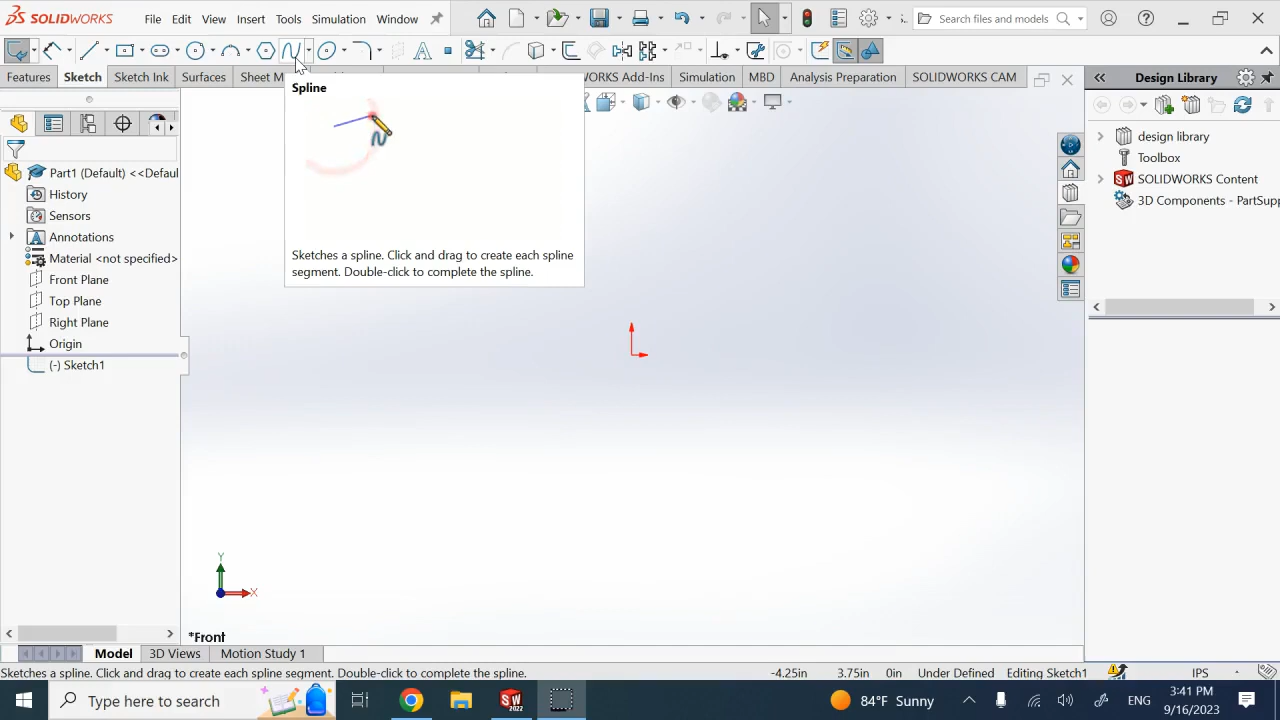 SOLIDWORKS
File
Edit
View
Insert
Tools
Simulation
Window
Search files and models
Features
Sketch
Sketch Ink
Surfaces
Sheet M
WORKS Add-Ins
Simulation
MBD
Analysis Preparation
SOLIDWORKS CAM
Design Library
Spline
Sketches a spline. Click and drag to create each spline
segment. Double-click to complete the spline.
Part1 (Default) <<Defaul
History
Sensors
Annotations
Material <not specified>
Front Plane
Top Plane
Right Plane
Origin
(-) Sketch1
design library
Toolbox
SOLIDWORKS Content
3D Components - PartSupp
Y
X
*Front
Model
3D Views
Motion Study 1
Sketches a spline. Click and drag to create each spline segment. Double-click to complete the spline.
-4.25in
3.75in
0in
Under Defined
Editing Sketch1
IPS
Type here to search
SW
2022
84°F Sunny
ENG
3:41 PM
9/16/2023